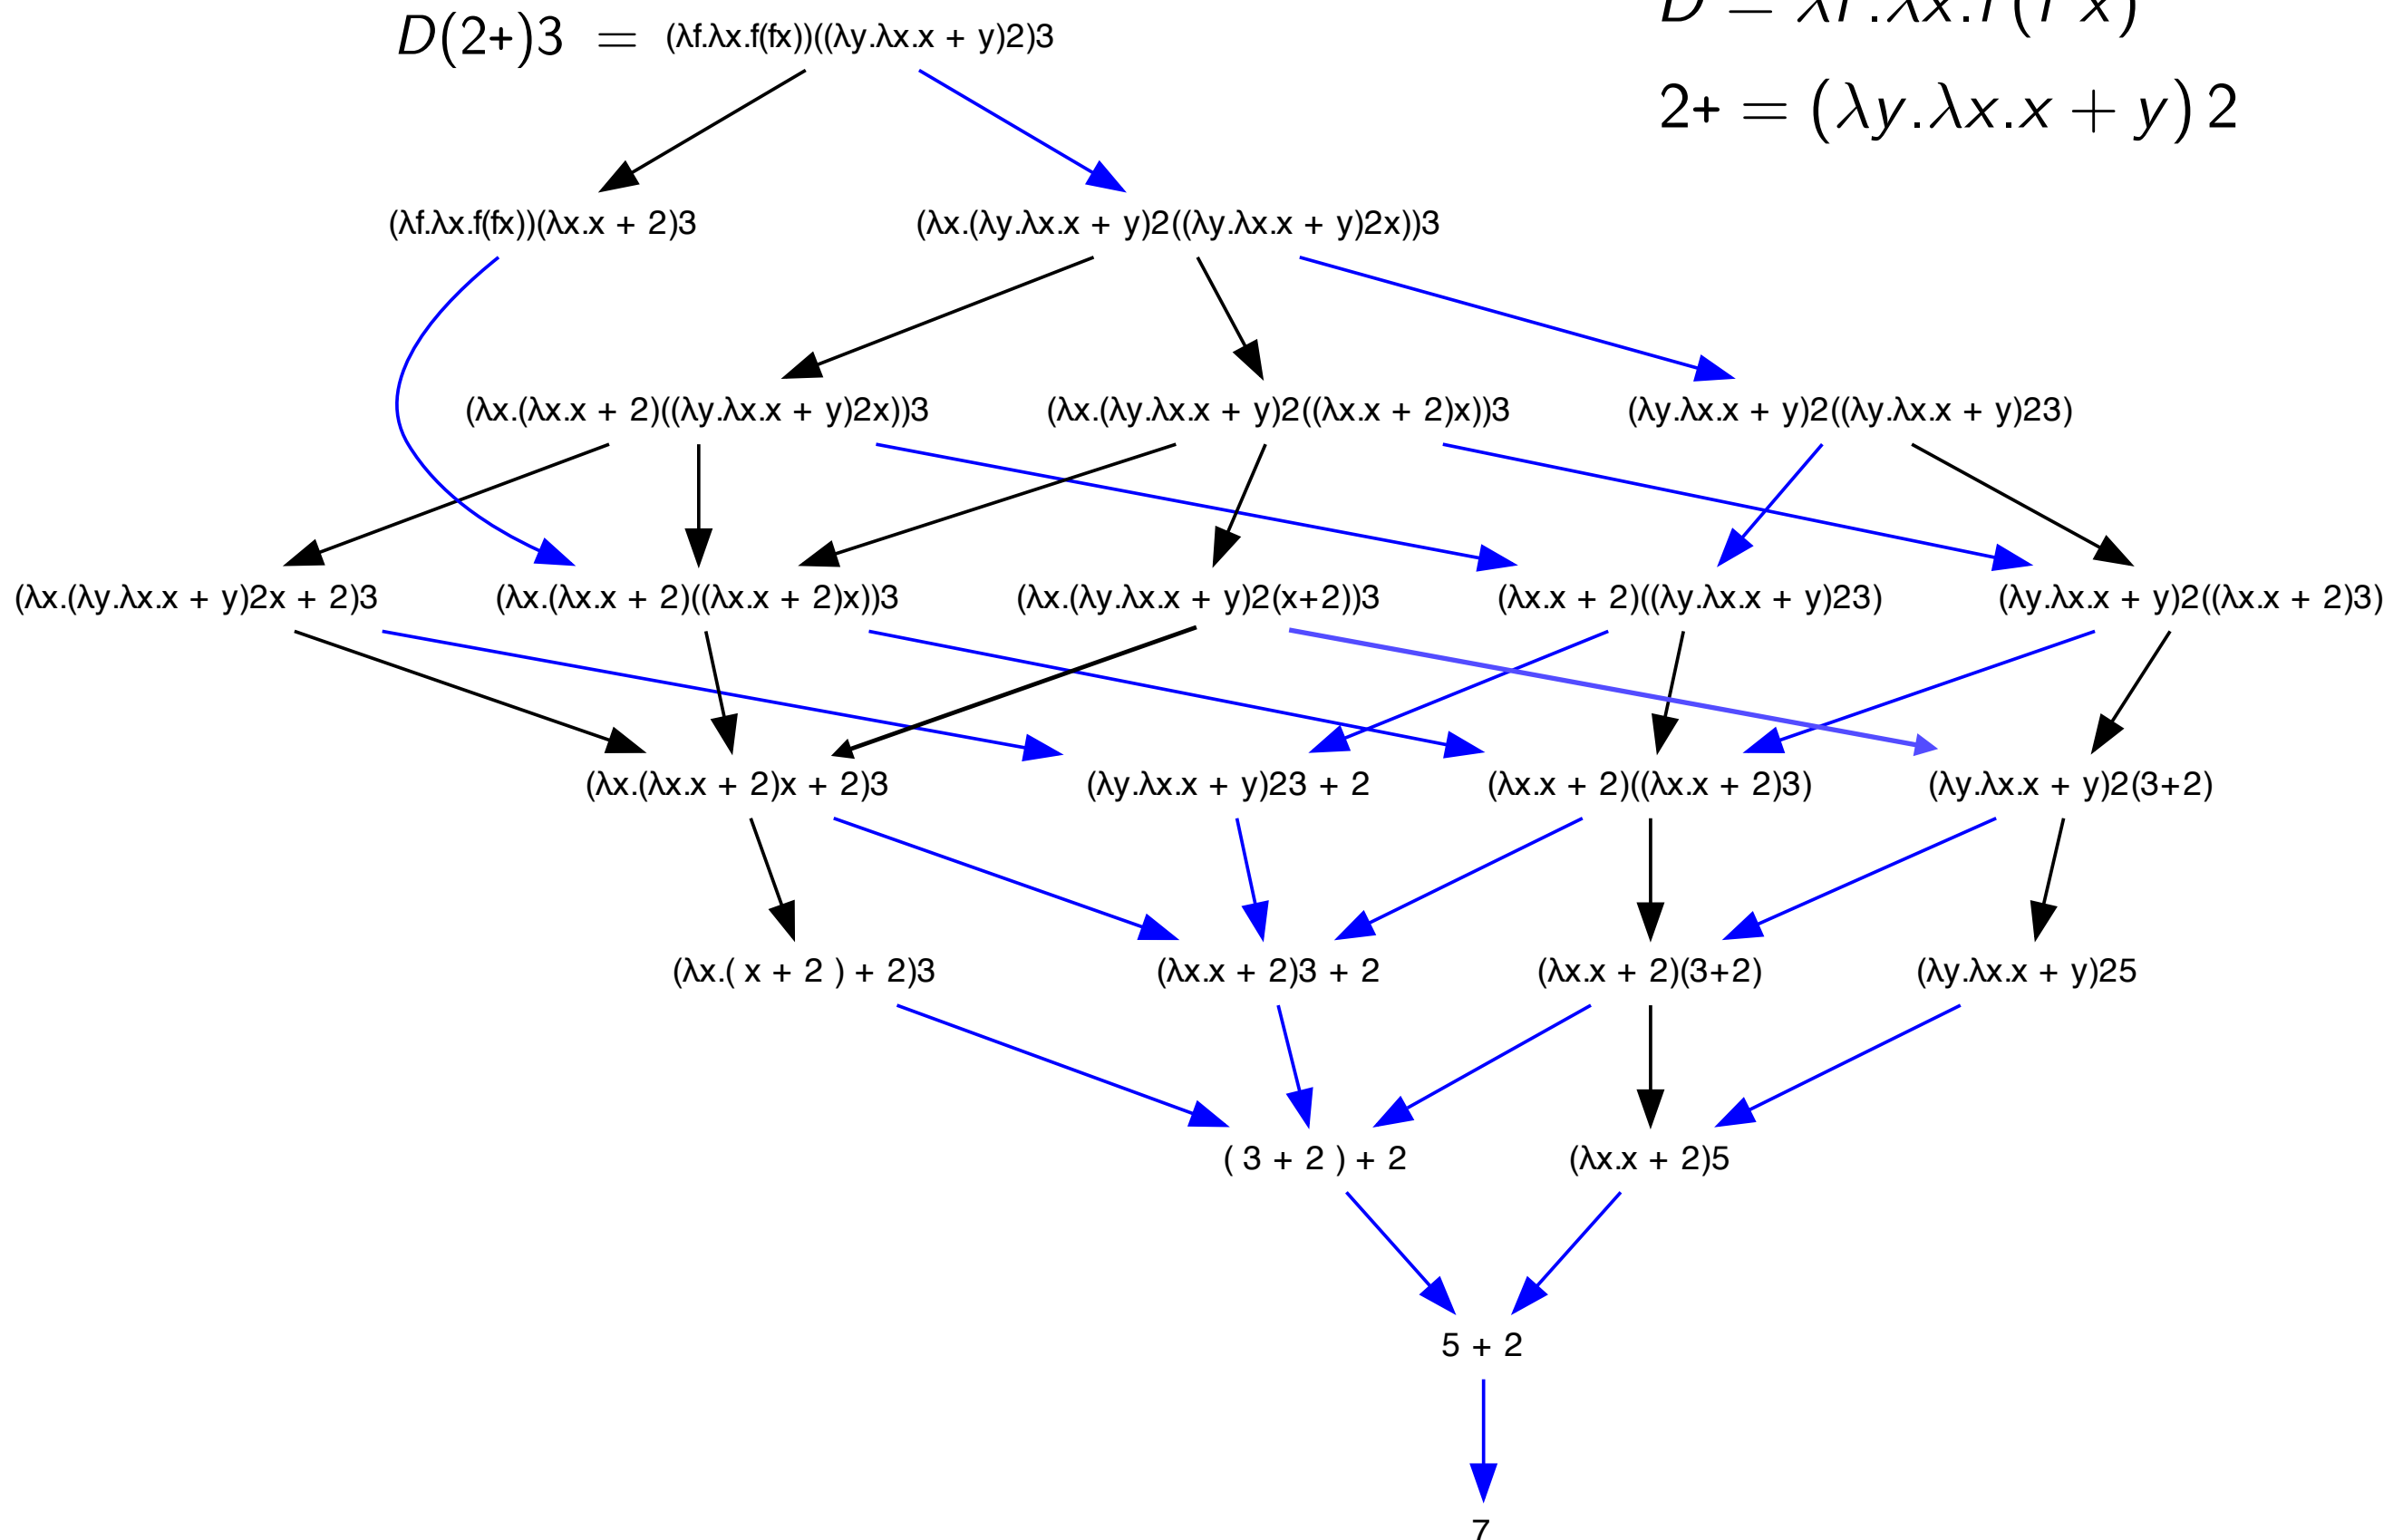 D = λf.λx.f(f x)
D(2+)3 = (λf.λx.f(fx))((λy.λx.x + y)2)3
2+ = (λy.λx.x + y) 2
(λf.λx.f(fx))(λx.x + 2)3
(λx.(λy.λx.x + y)2((λy.λx.x + y)2x))3
(λx.(λx.x + 2)((λy.λx.x + y)2x))3
(λx.(λy.λx.x + y)2((λx.x + 2)x))3
(λy.λx.x + y)2((λy.λx.x + y)23)
(λx.(λy.λx.x + y)2x + 2)3
(λx.(λx.x + 2)((λx.x + 2)x))3
(λx.(λy.λx.x + y)2(x+2))3
(λx.x + 2)((λy.λx.x + y)23)
(λy.λx.x + y)2((λx.x + 2)3)
(λx.(λx.x + 2)x + 2)3
(λy.λx.x + y)23 + 2
(λx.x + 2)((λx.x + 2)3)
(λy.λx.x + y)2(3+2)
(λx.( x + 2 ) + 2)3
(λx.x + 2)3 + 2
(λx.x + 2)(3+2)
(λy.λx.x + y)25
( 3 + 2 ) + 2
(λx.x + 2)5
5 + 2
7